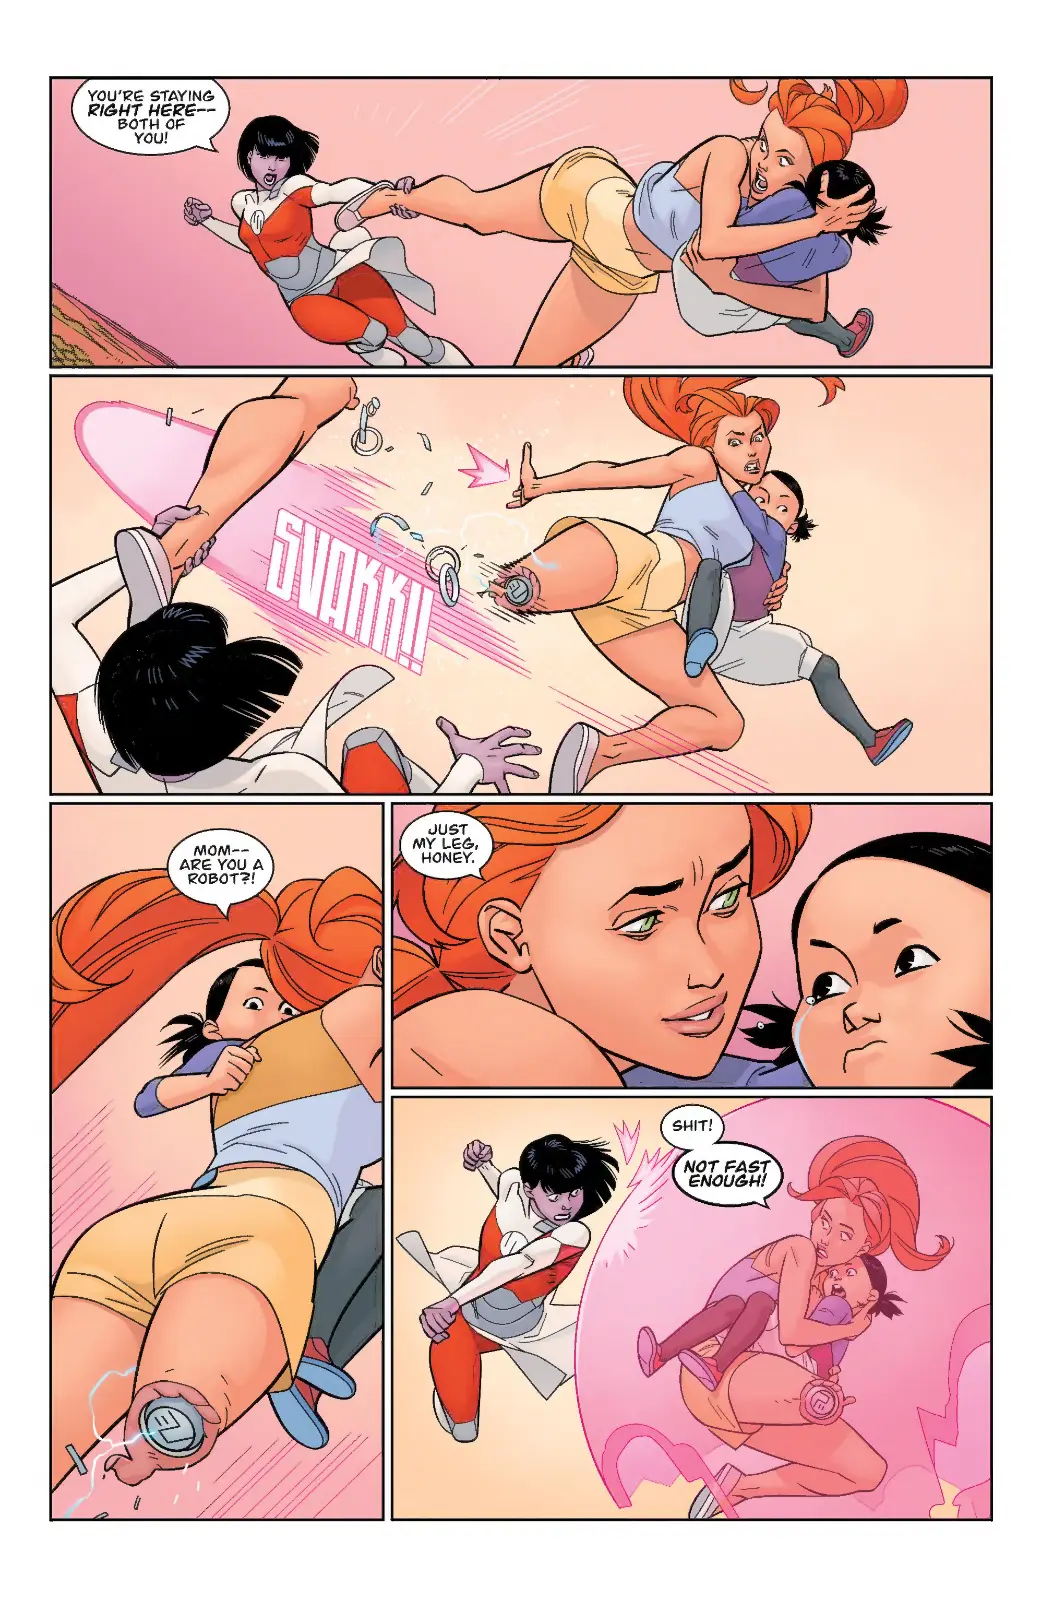 YOU'RE STAYING
RIGHT HERE--
BOTH OF
YOU!
SVAKK!!
MOM--
ARE YOU A
ROBOT?!
JUST
MY LEG,
HONEY.
SHIT!
NOT FAST
ENOUGH!